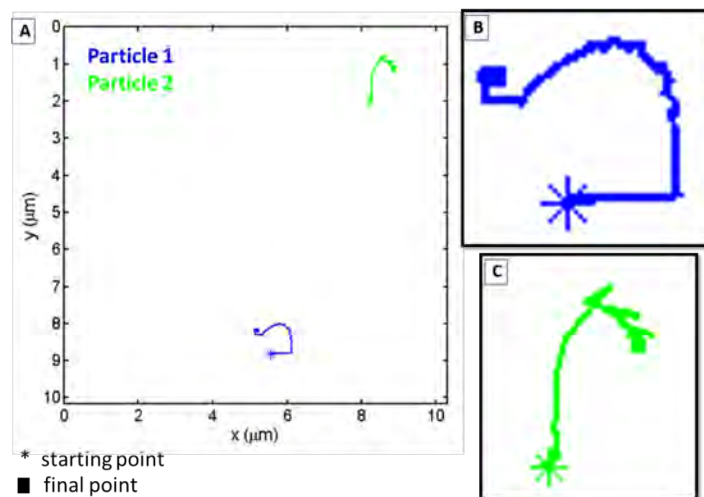 A
Particle 1
Particle 2
0
1
2
3
4
5
6
7
8
9
10
y (μm)
0
2
4
6
8
10
x (μm)
* starting point
■ final point
B
C